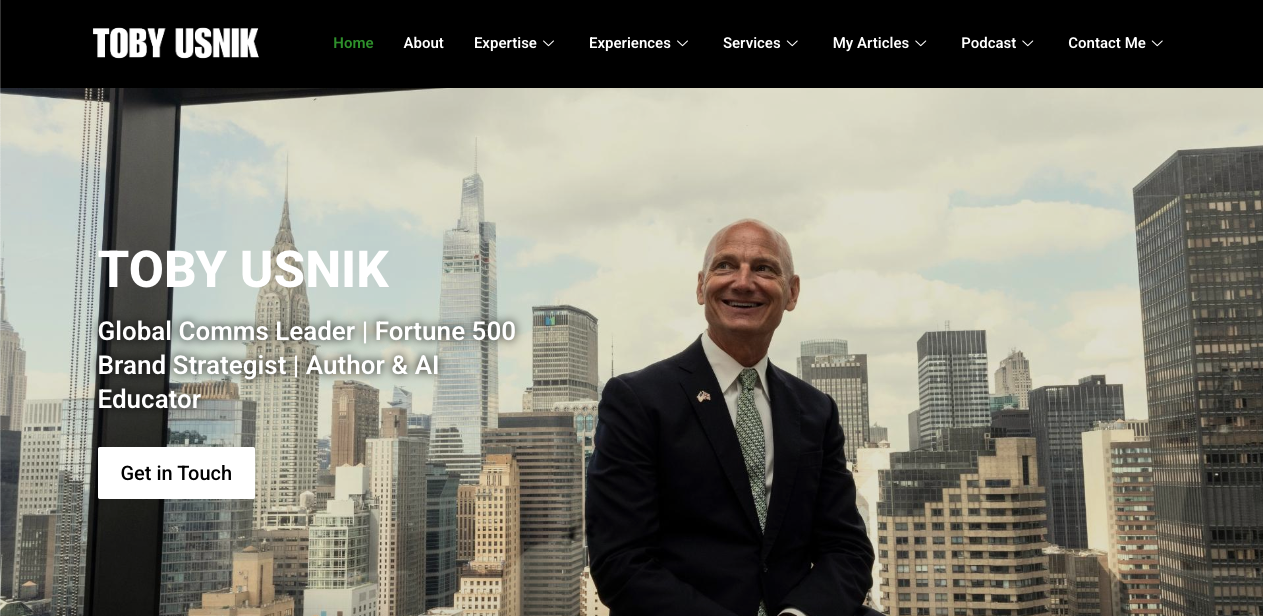 TOBY USNIK
Home About Expertise Experiences Services My Articles Podcast Contact Me
TOBY USNIK
Global Comms Leader | Fortune 500
Brand Strategist | Author & AI
Educator
Get in Touch